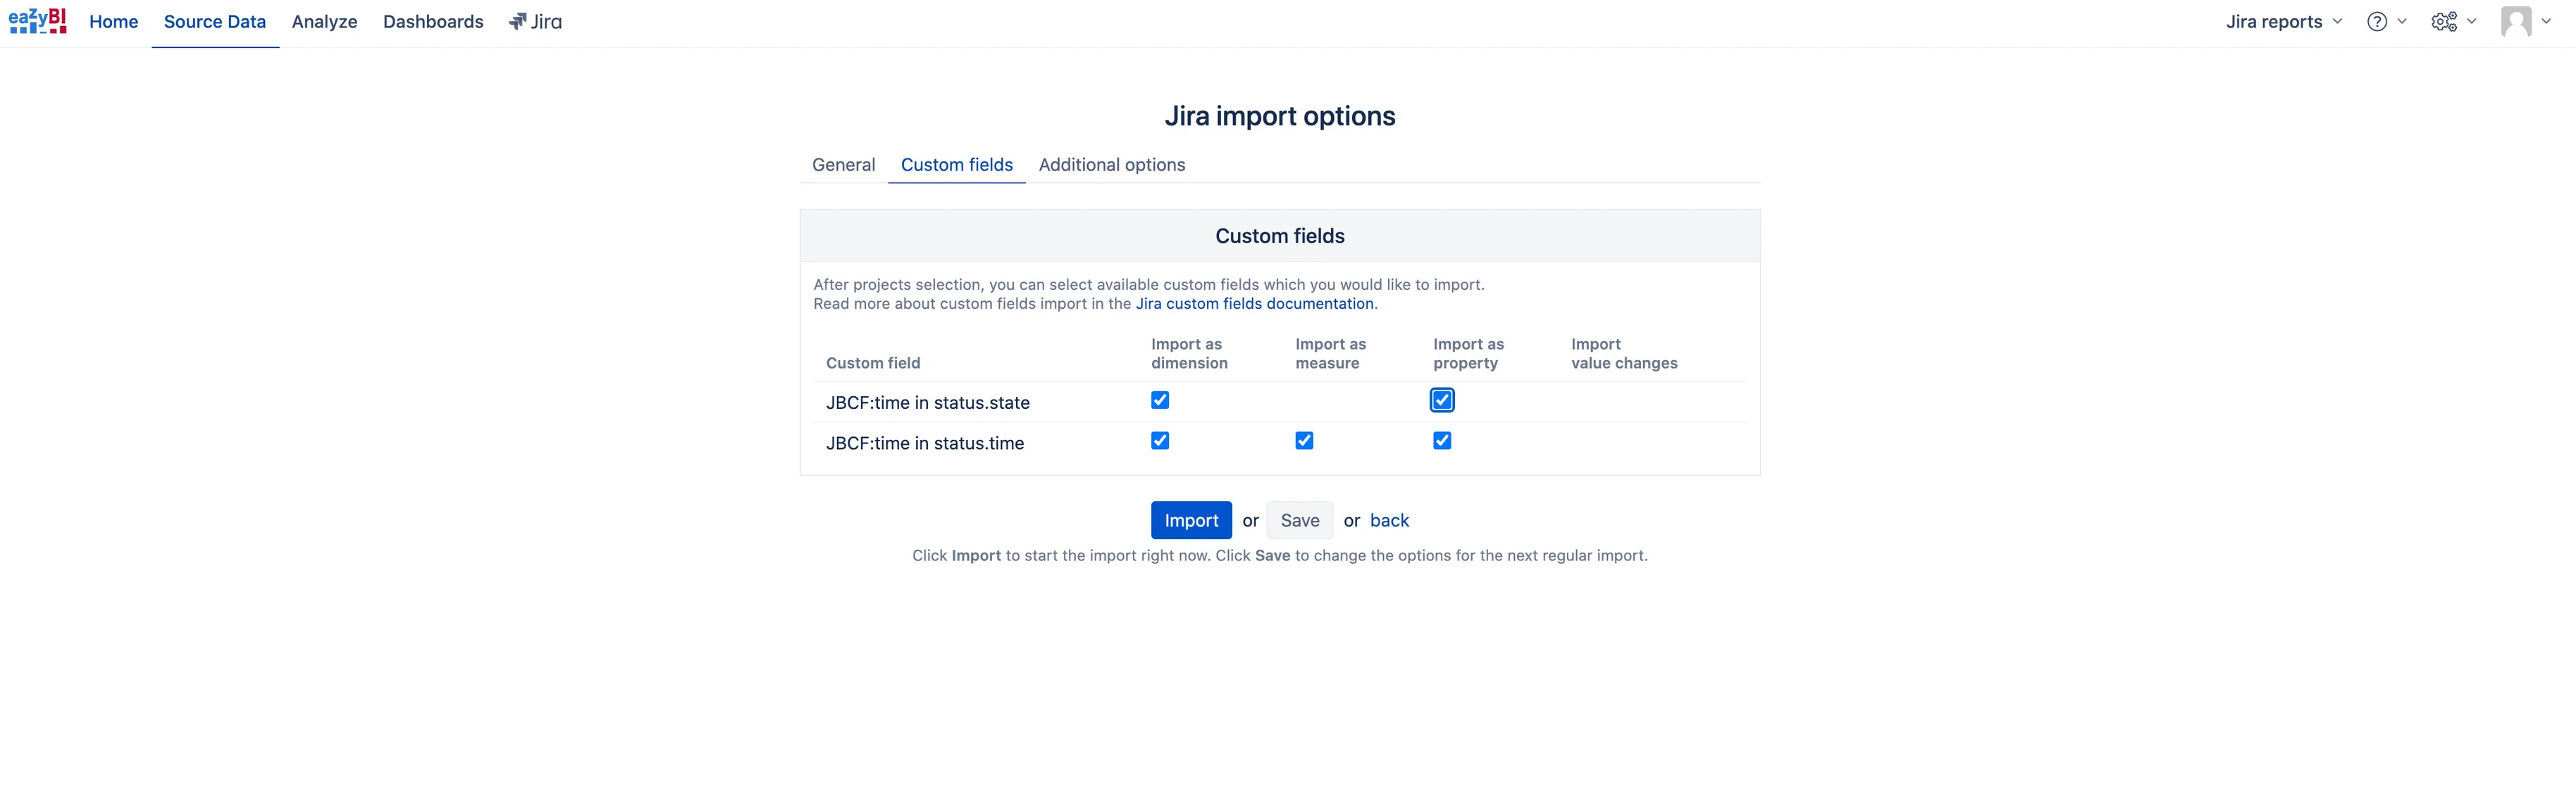 eazyBI Home Source Data Analyze Dashboards Jira Jira reports ?
Jira import options
General Custom fields Additional options
Custom fields
After projects selection, you can select available custom fields which you would like to import.
Read more about custom fields import in the Jira custom fields documentation.
Custom field Import as dimension Import as measure Import as property Import value changes
JBCF:time in status.state
JBCF:time in status.time
Import or Save or back
Click Import to start the import right now. Click Save to change the options for the next regular import.